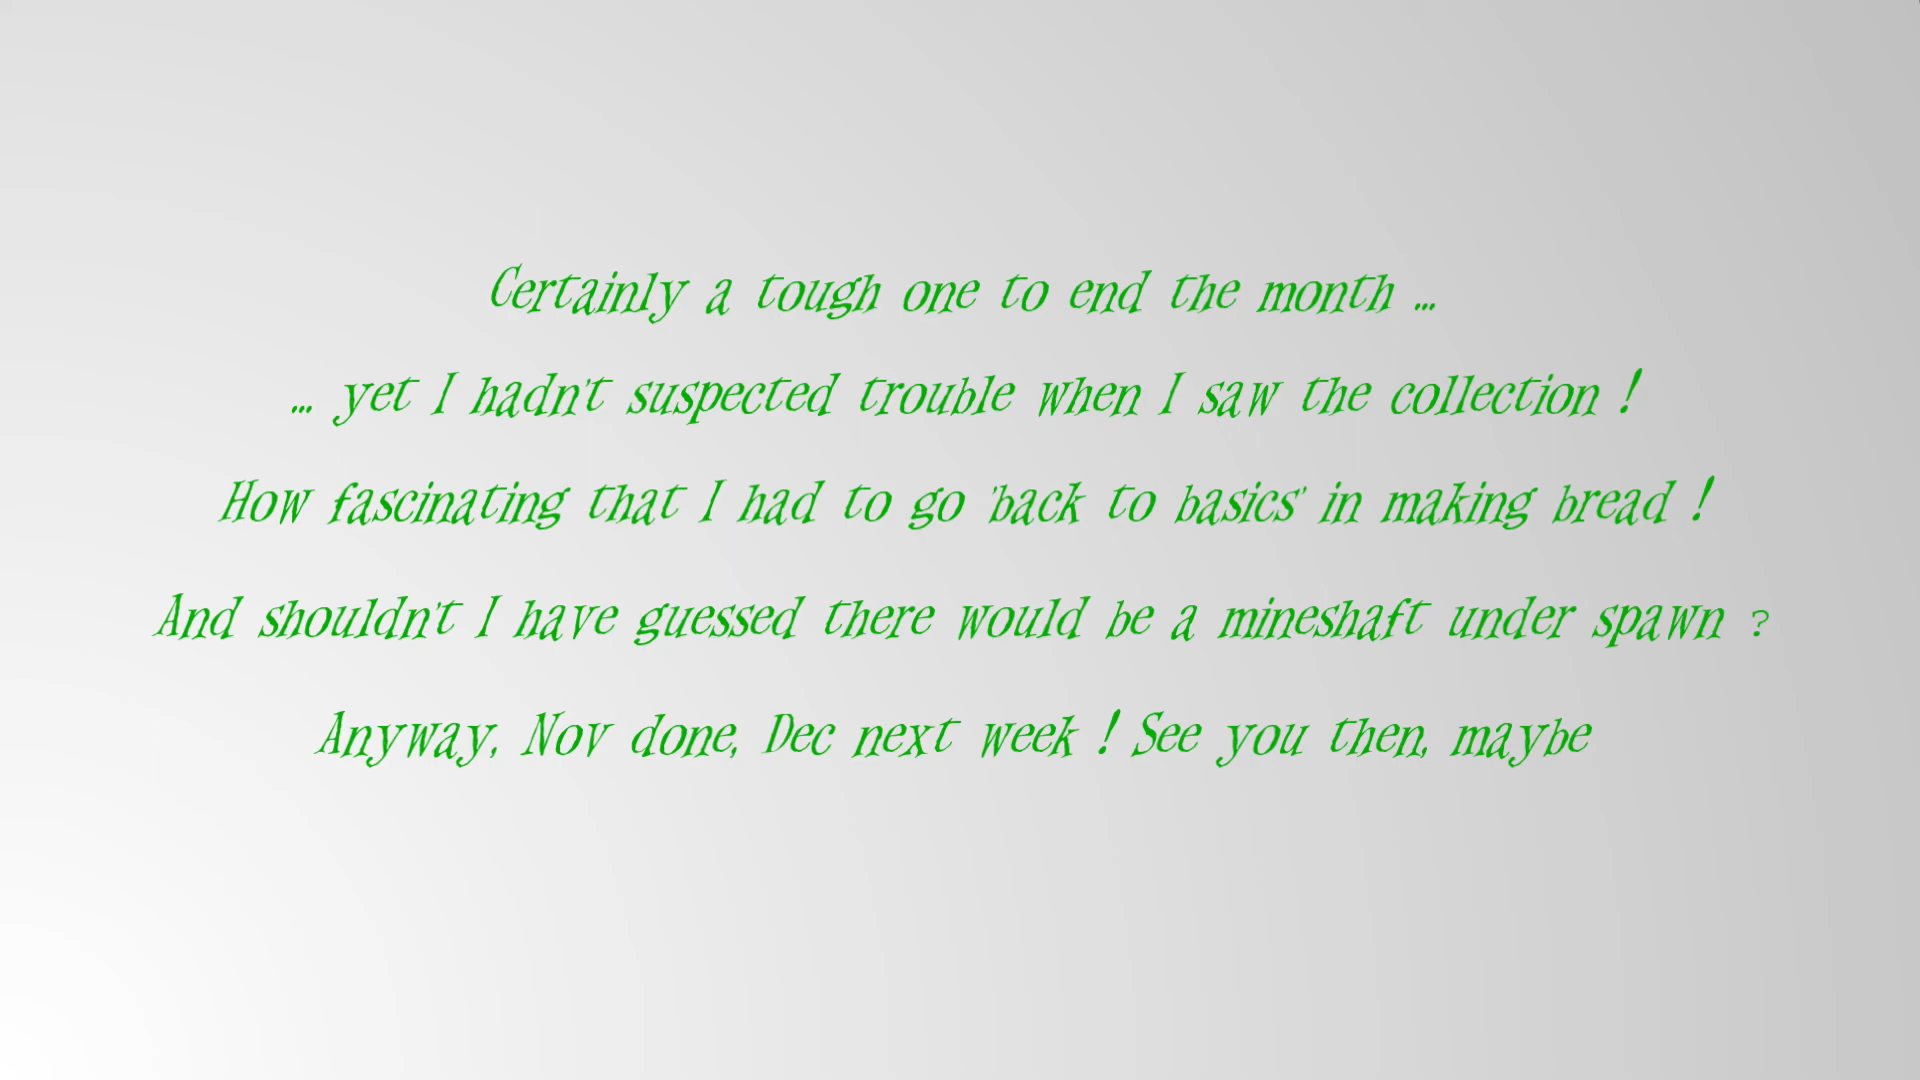 Certainly a tough one to end the month ...
... yet I hadn't suspected trouble when I saw the collection !
How fascinating that I had to go 'back to basics' in making bread !
And shouldn't I have guessed there would be a mineshaft under spawn ?
Anyway, Nov done, Dec next week ! See you then, maybe